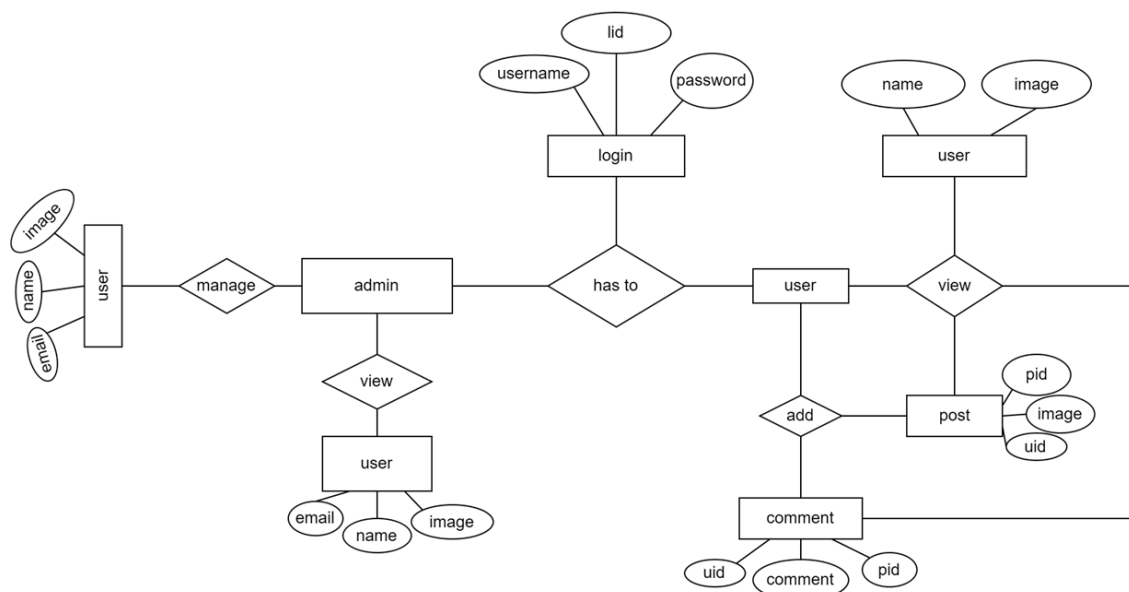 lid
username
password
name
image
login
user
image
name
email
user
manage
admin
has to
user
view
view
add
post
pid
image
uid
user
email
name
image
comment
uid
comment
pid